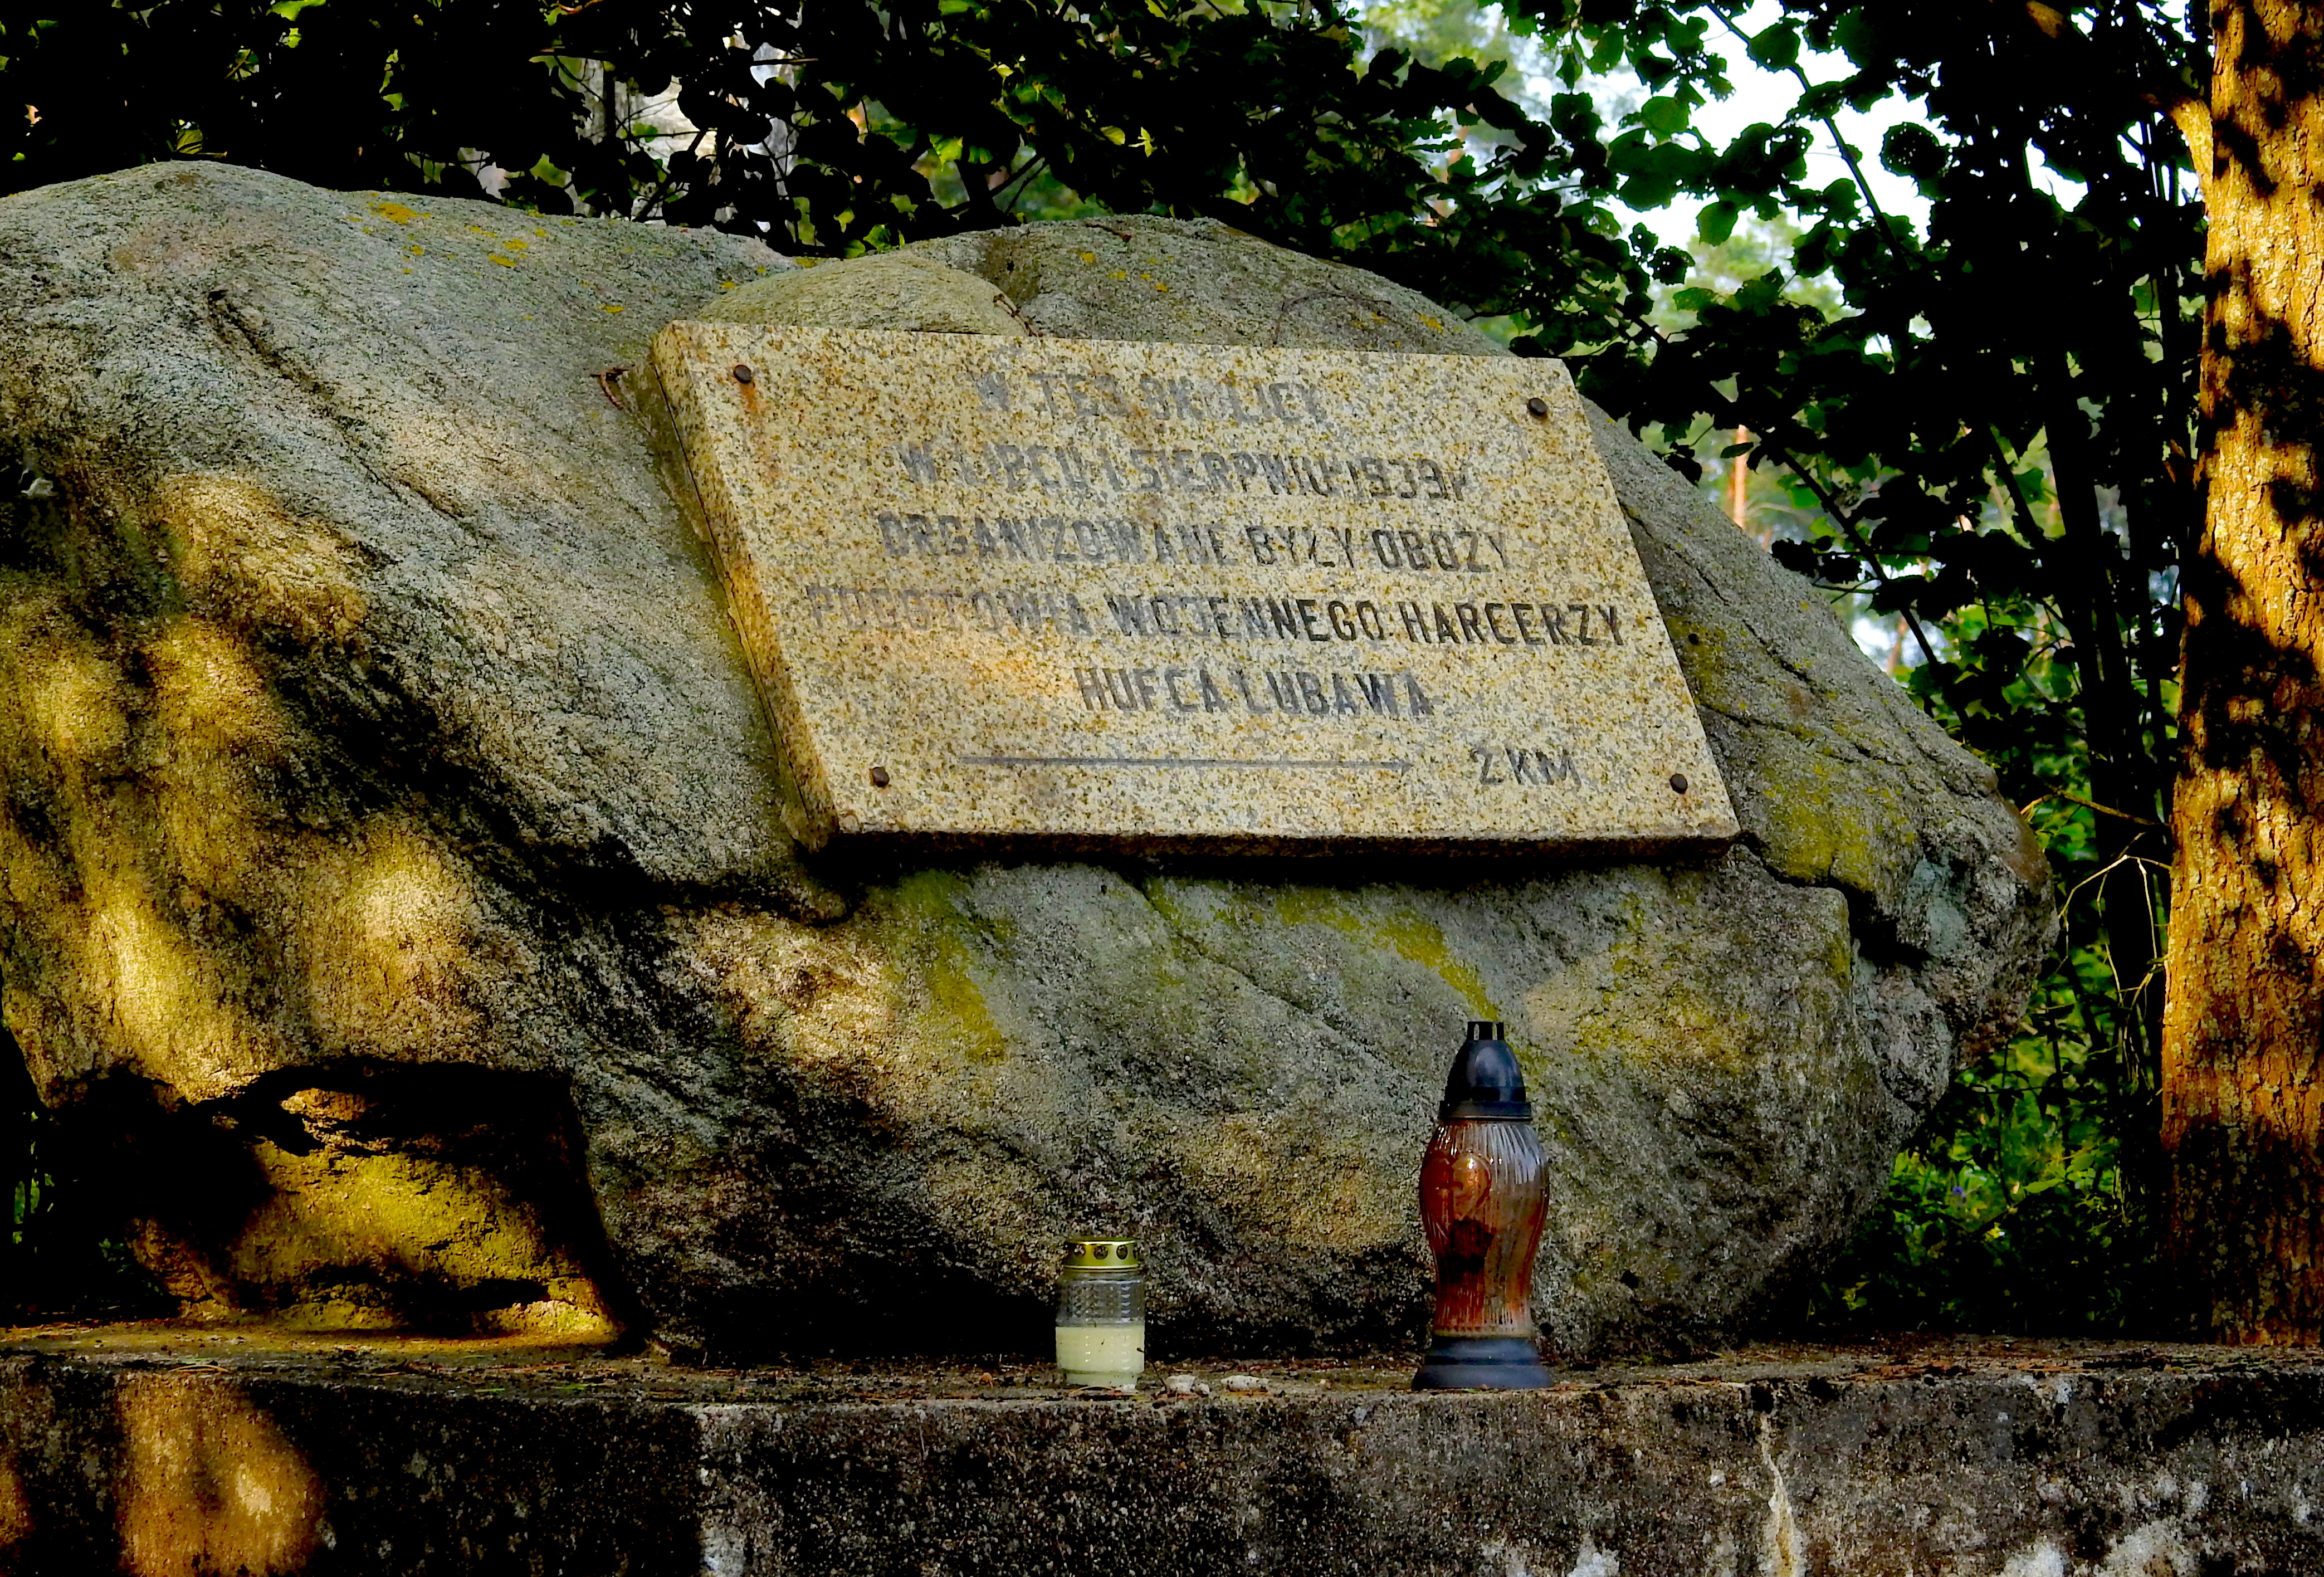 W TEJ OKOLICY
W LIPCU I SIERPNIU 1939 r.
ORGANIZOWANE BYŁY OBOZY
POGOTOWIA WOJENNEGO HARCERZY
HUFCA LUBAWA
2 KM